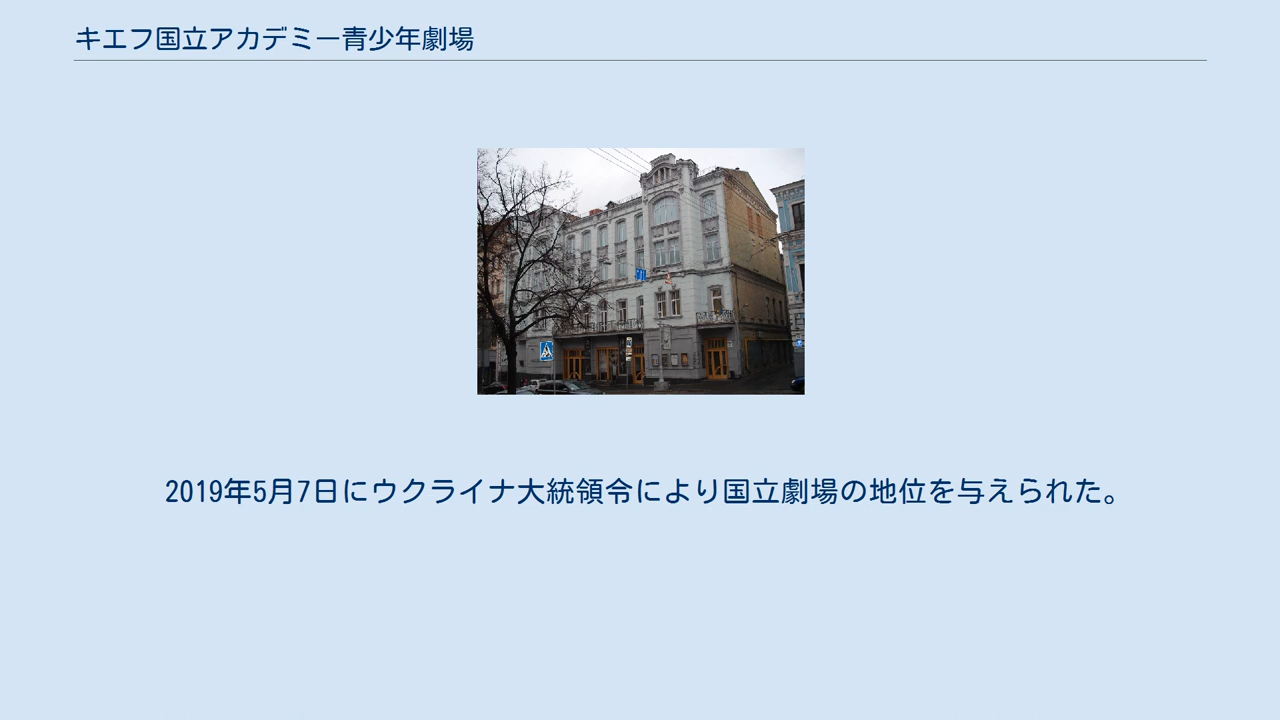 キエフ国立アカデミー青少年劇場
2019年5月7日にウクライナ大統領令により国立劇場の地位を与えられた。